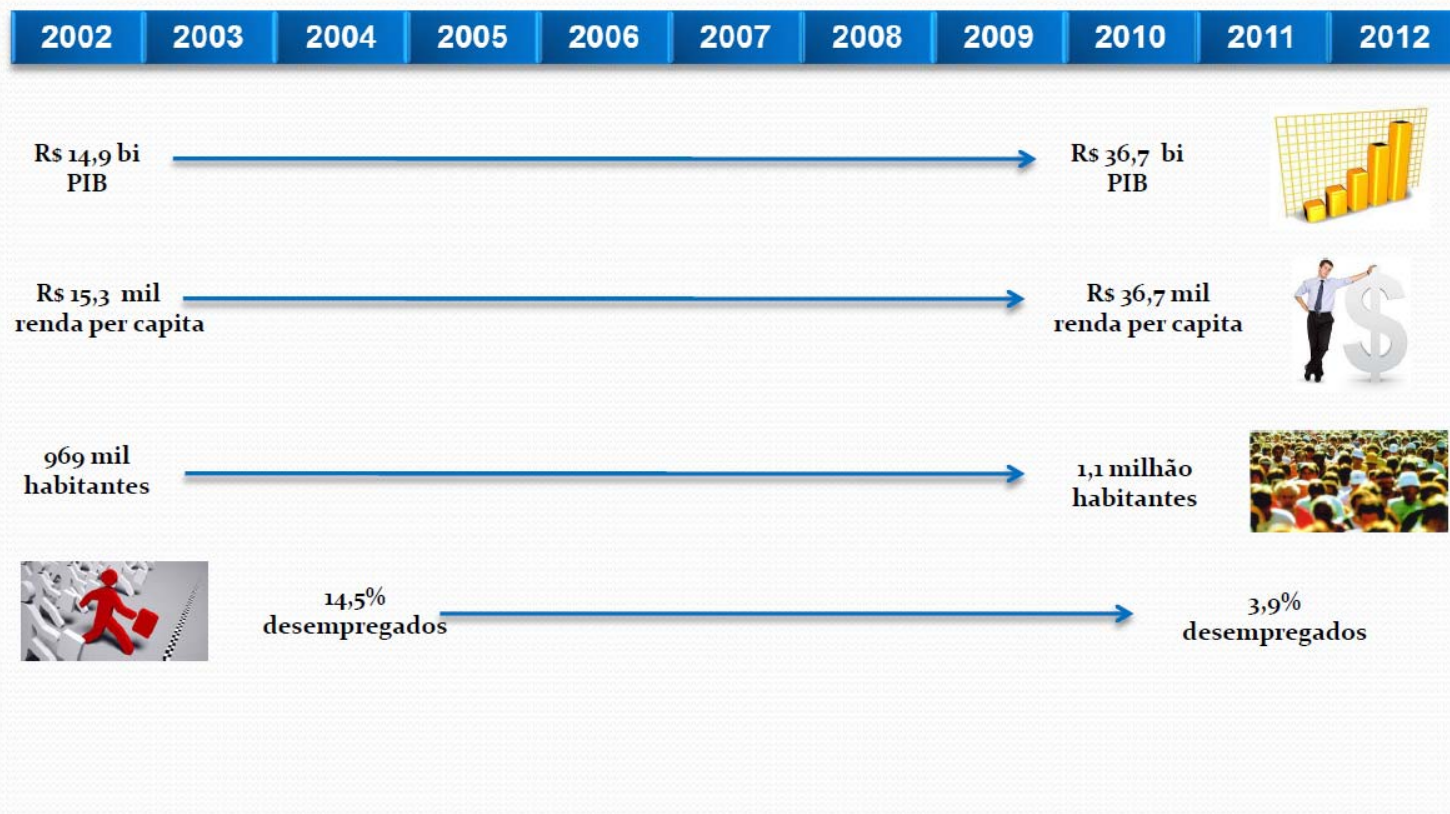 2002 2003 2004 2005 2006 2007 2008 2009 2010 2011 2012
R$ 14,9 bi
PIB
R$ 36,7 bi
PIB
R$ 15,3 mil
renda per capita
R$ 36,7 mil
renda per capita
969 mil
habitantes
1,1 milhão
habitantes
14,5%
desempregados
3,9%
desempregados